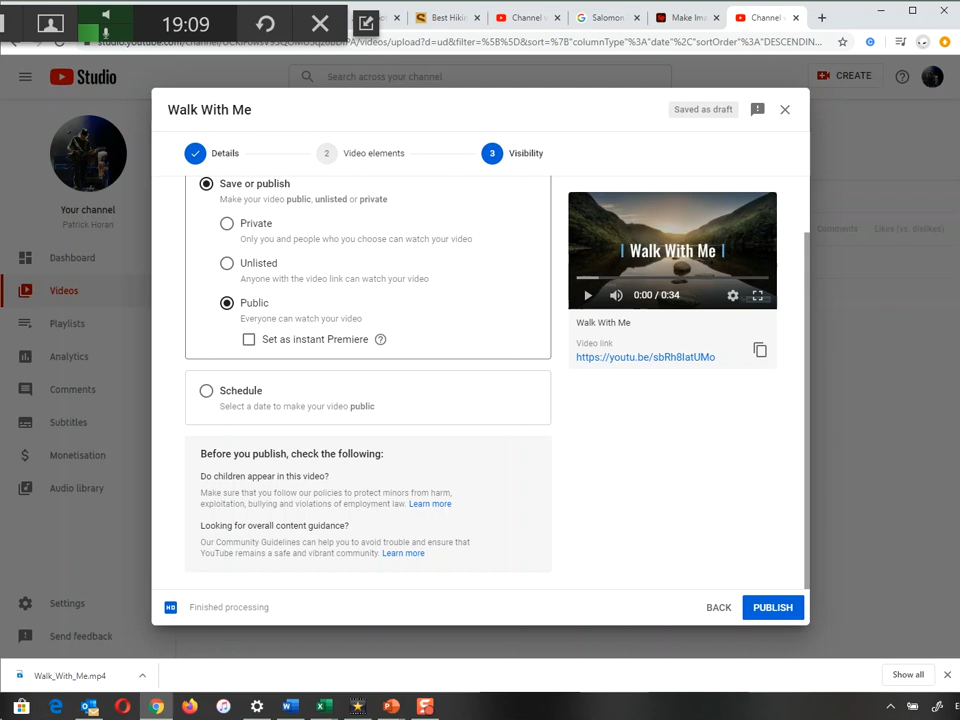 19:09
Best Hikin
Channel v
Salomon
Make Ima
Channel v
studio.youtube.com/channel/
/videos/upload?d=ud&filter=%5B%5D&sort=%7B"columnType"%3A"date"%2C"sortOrder"%3A"DESCENDIN...
Studio
Search across your channel
CREATE
Your channel
Patrick Horan
Dashboard
Videos
Playlists
Analytics
Comments
Subtitles
Monetisation
Audio library
Settings
Send feedback
Comments
Likes (vs. dislikes)
Walk With Me
Saved as draft
Details
2
Video elements
3
Visibility
Save or publish
Make your video public, unlisted or private
Private
Only you and people who you choose can watch your video
Unlisted
Anyone with the video link can watch your video
Public
Everyone can watch your video
Set as instant Premiere
Schedule
Select a date to make your video public
Before you publish, check the following:
Do children appear in this video?
Make sure that you follow our policies to protect minors from harm,
exploitation, bullying and violations of employment law. Learn more
Looking for overall content guidance?
Our Community Guidelines can help you to avoid trouble and ensure that
YouTube remains a safe and vibrant community. Learn more
| Walk With Me |
0:00 / 0:34
Walk With Me
Video link
https://youtu.be/sbRh8IatUMo
HD
Finished processing
BACK
PUBLISH
Walk_With_Me.mp4
Show all